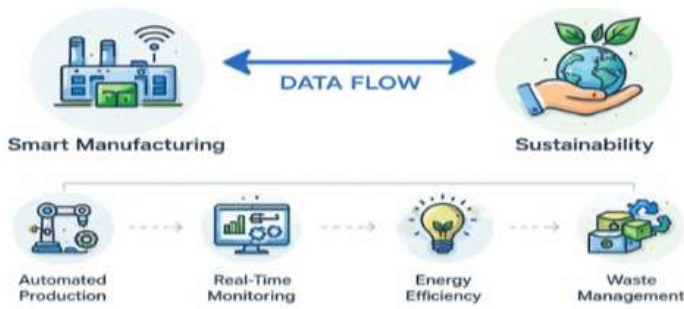 DATA FLOW
Smart Manufacturing
Sustainability
Automated
Production
Real-Time
Monitoring
Energy
Efficiency
Waste
Management